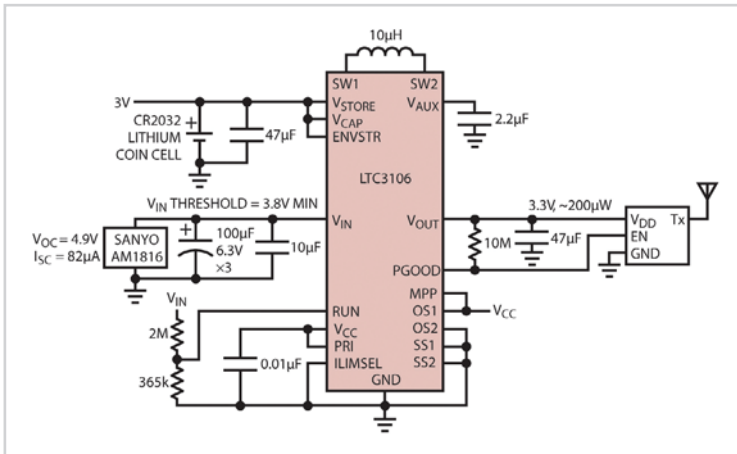 10µH
SW1
SW2
3V
CR2032
LITHIUM
COIN CELL
+
47µF
VSTORE
VCAP
ENVSTR
VAUX
2.2µF
LTC3106
VIN THRESHOLD = 3.8V MIN
VIN
VOC = 4.9V
ISC = 82µA
SANYO
AM1816
+
100µF
6.3V
×3
10µF
VOUT
3.3V, ~200µW
10M
47µF
VDD
EN
GND
Tx
PGOOD
MPP
OS1
VCC
OS2
SS1
SS2
VIN
2M
365k
RUN
VCC
PRI
ILIMSEL
0.01µF
GND